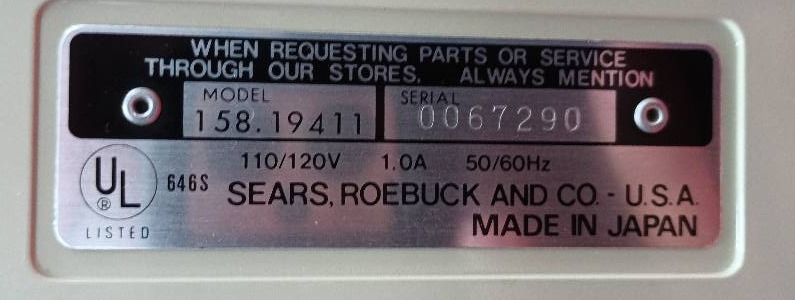 WHEN REQUESTING PARTS OR SERVICE
THROUGH OUR STORES, ALWAYS MENTION
MODEL SERIAL
158.19411 0067290
110/120V 1.0A 50/60Hz
UL ® 646S SEARS, ROEBUCK AND CO. - U.S.A.
LISTED MADE IN JAPAN